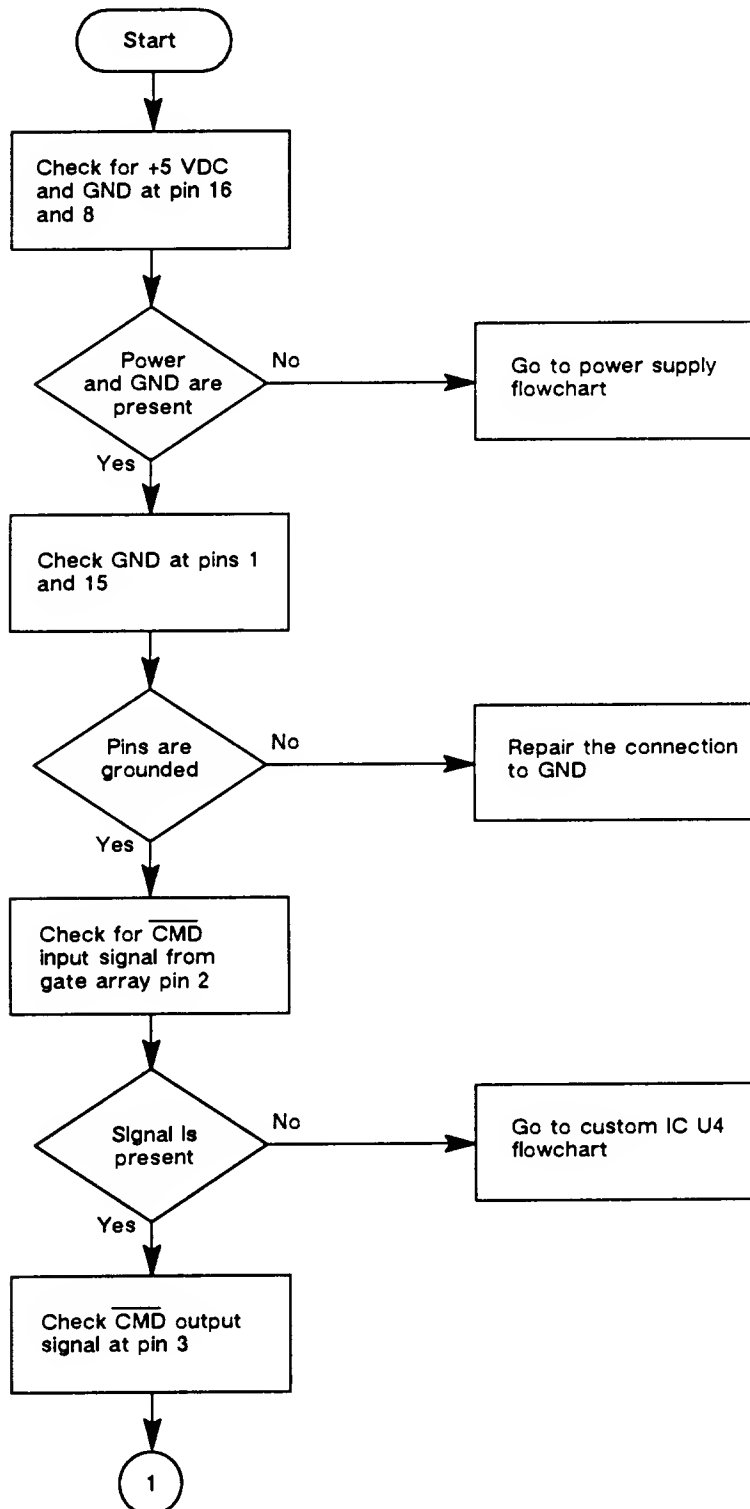 Start
Check for +5 VDC
and GND at pin 16
and 8
Power
and GND are
present
No
Go to power supply
flowchart
Yes
Check GND at pins 1
and 15
Pins are
grounded
No
Repair the connection
to GND
Yes
Check for C̅M̅D̅
input signal from
gate array pin 2
Signal is
present
No
Go to custom IC U4
flowchart
Yes
Check C̅M̅D̅ output
signal at pin 3
1